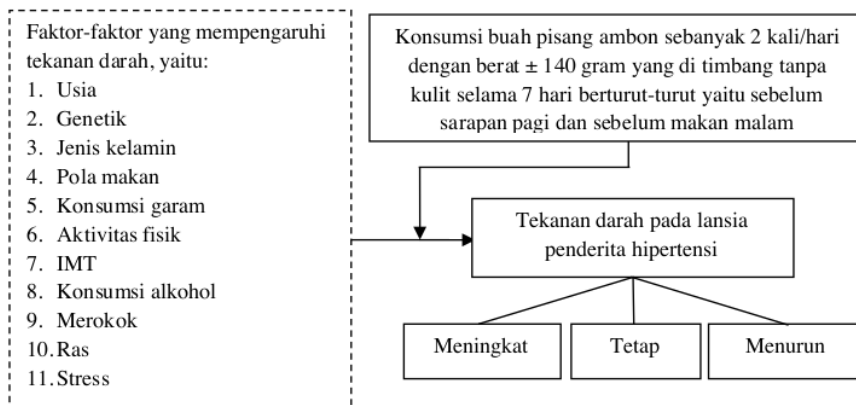 Faktor-faktor yang mempengaruhi
tekanan darah, yaitu:
1. Usia
2. Genetik
3. Jenis kelamin
4. Pola makan
5. Konsumsi garam
6. Aktivitas fisik
7. IMT
8. Konsumsi alkohol
9. Merokok
10. Ras
11. Stress
Konsumsi buah pisang ambon sebanyak 2 kali/hari
dengan berat ± 140 gram yang di timbang tanpa
kulit selama 7 hari berturut-turut yaitu sebelum
sarapan pagi dan sebelum makan malam
Tekanan darah pada lansia
penderita hipertensi
Meningkat
Tetap
Menurun